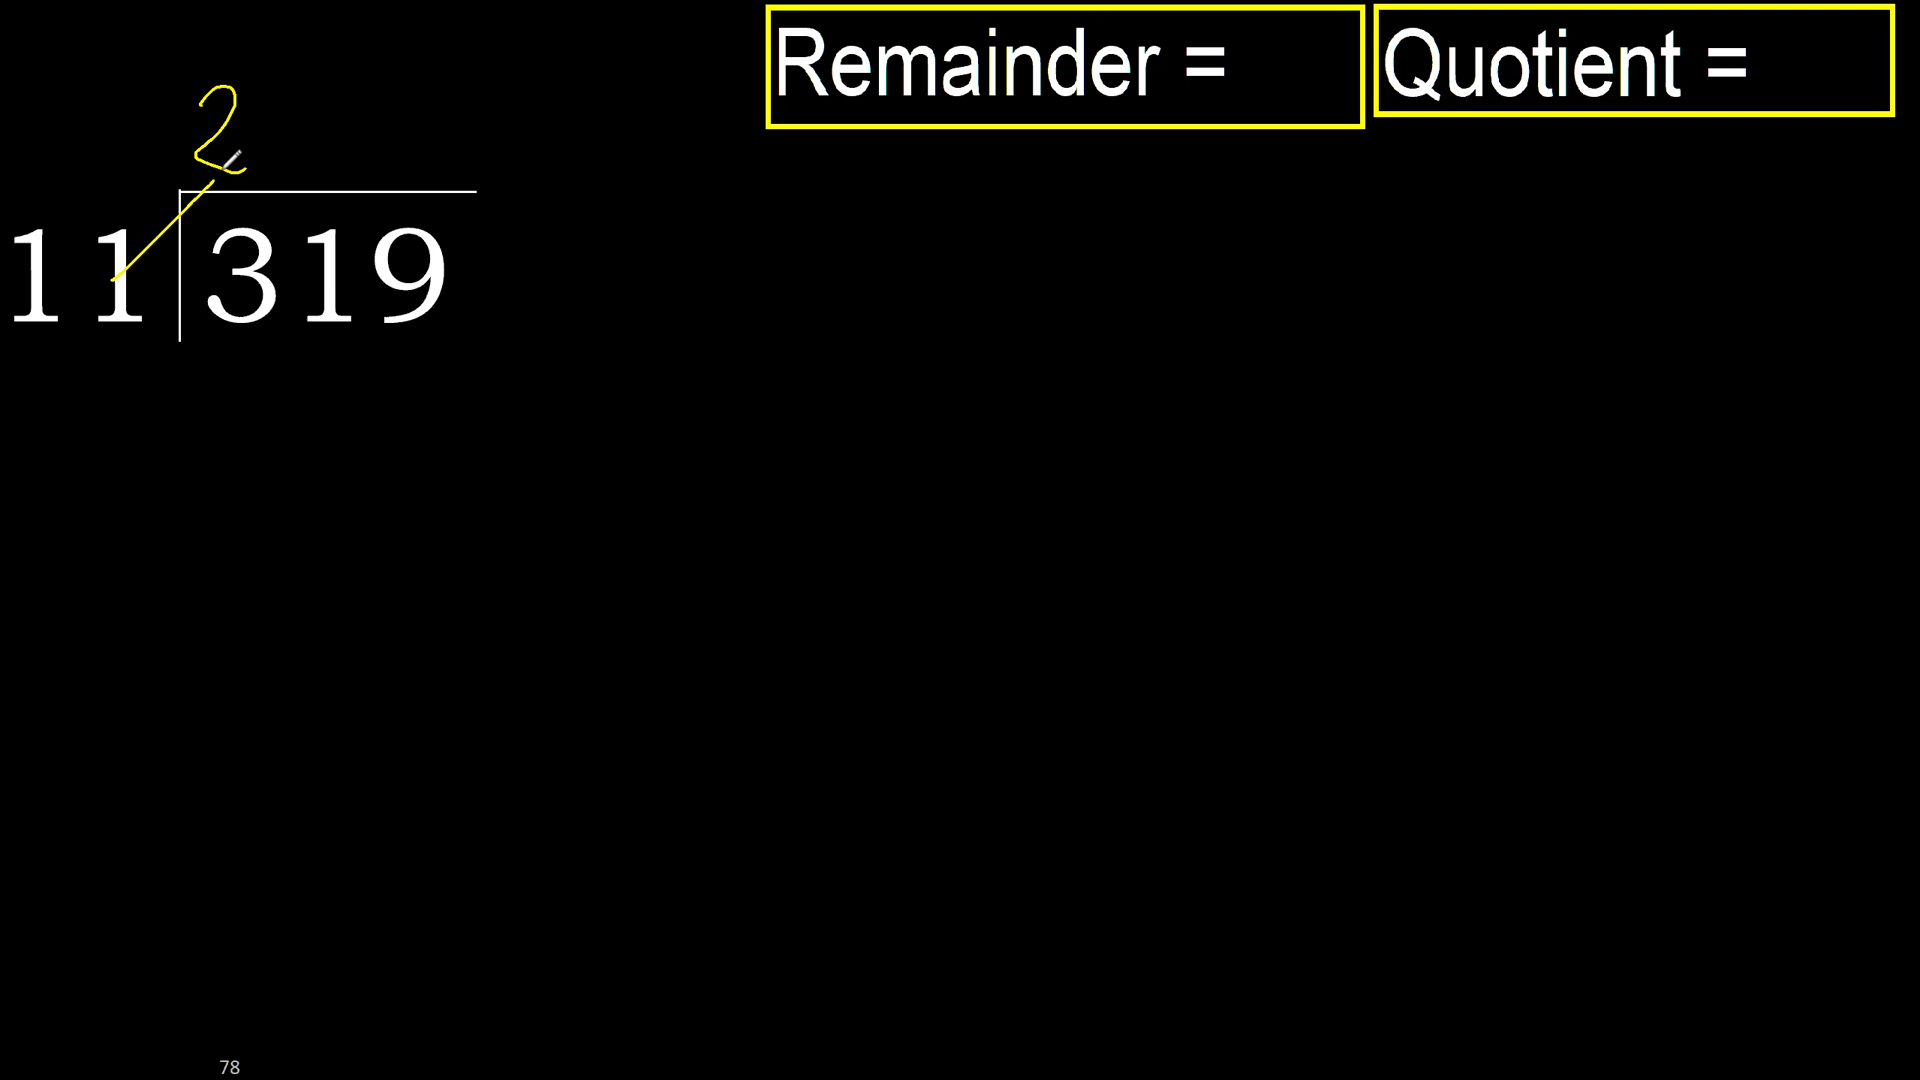 Remainder =
Quotient =
2
11 319
78